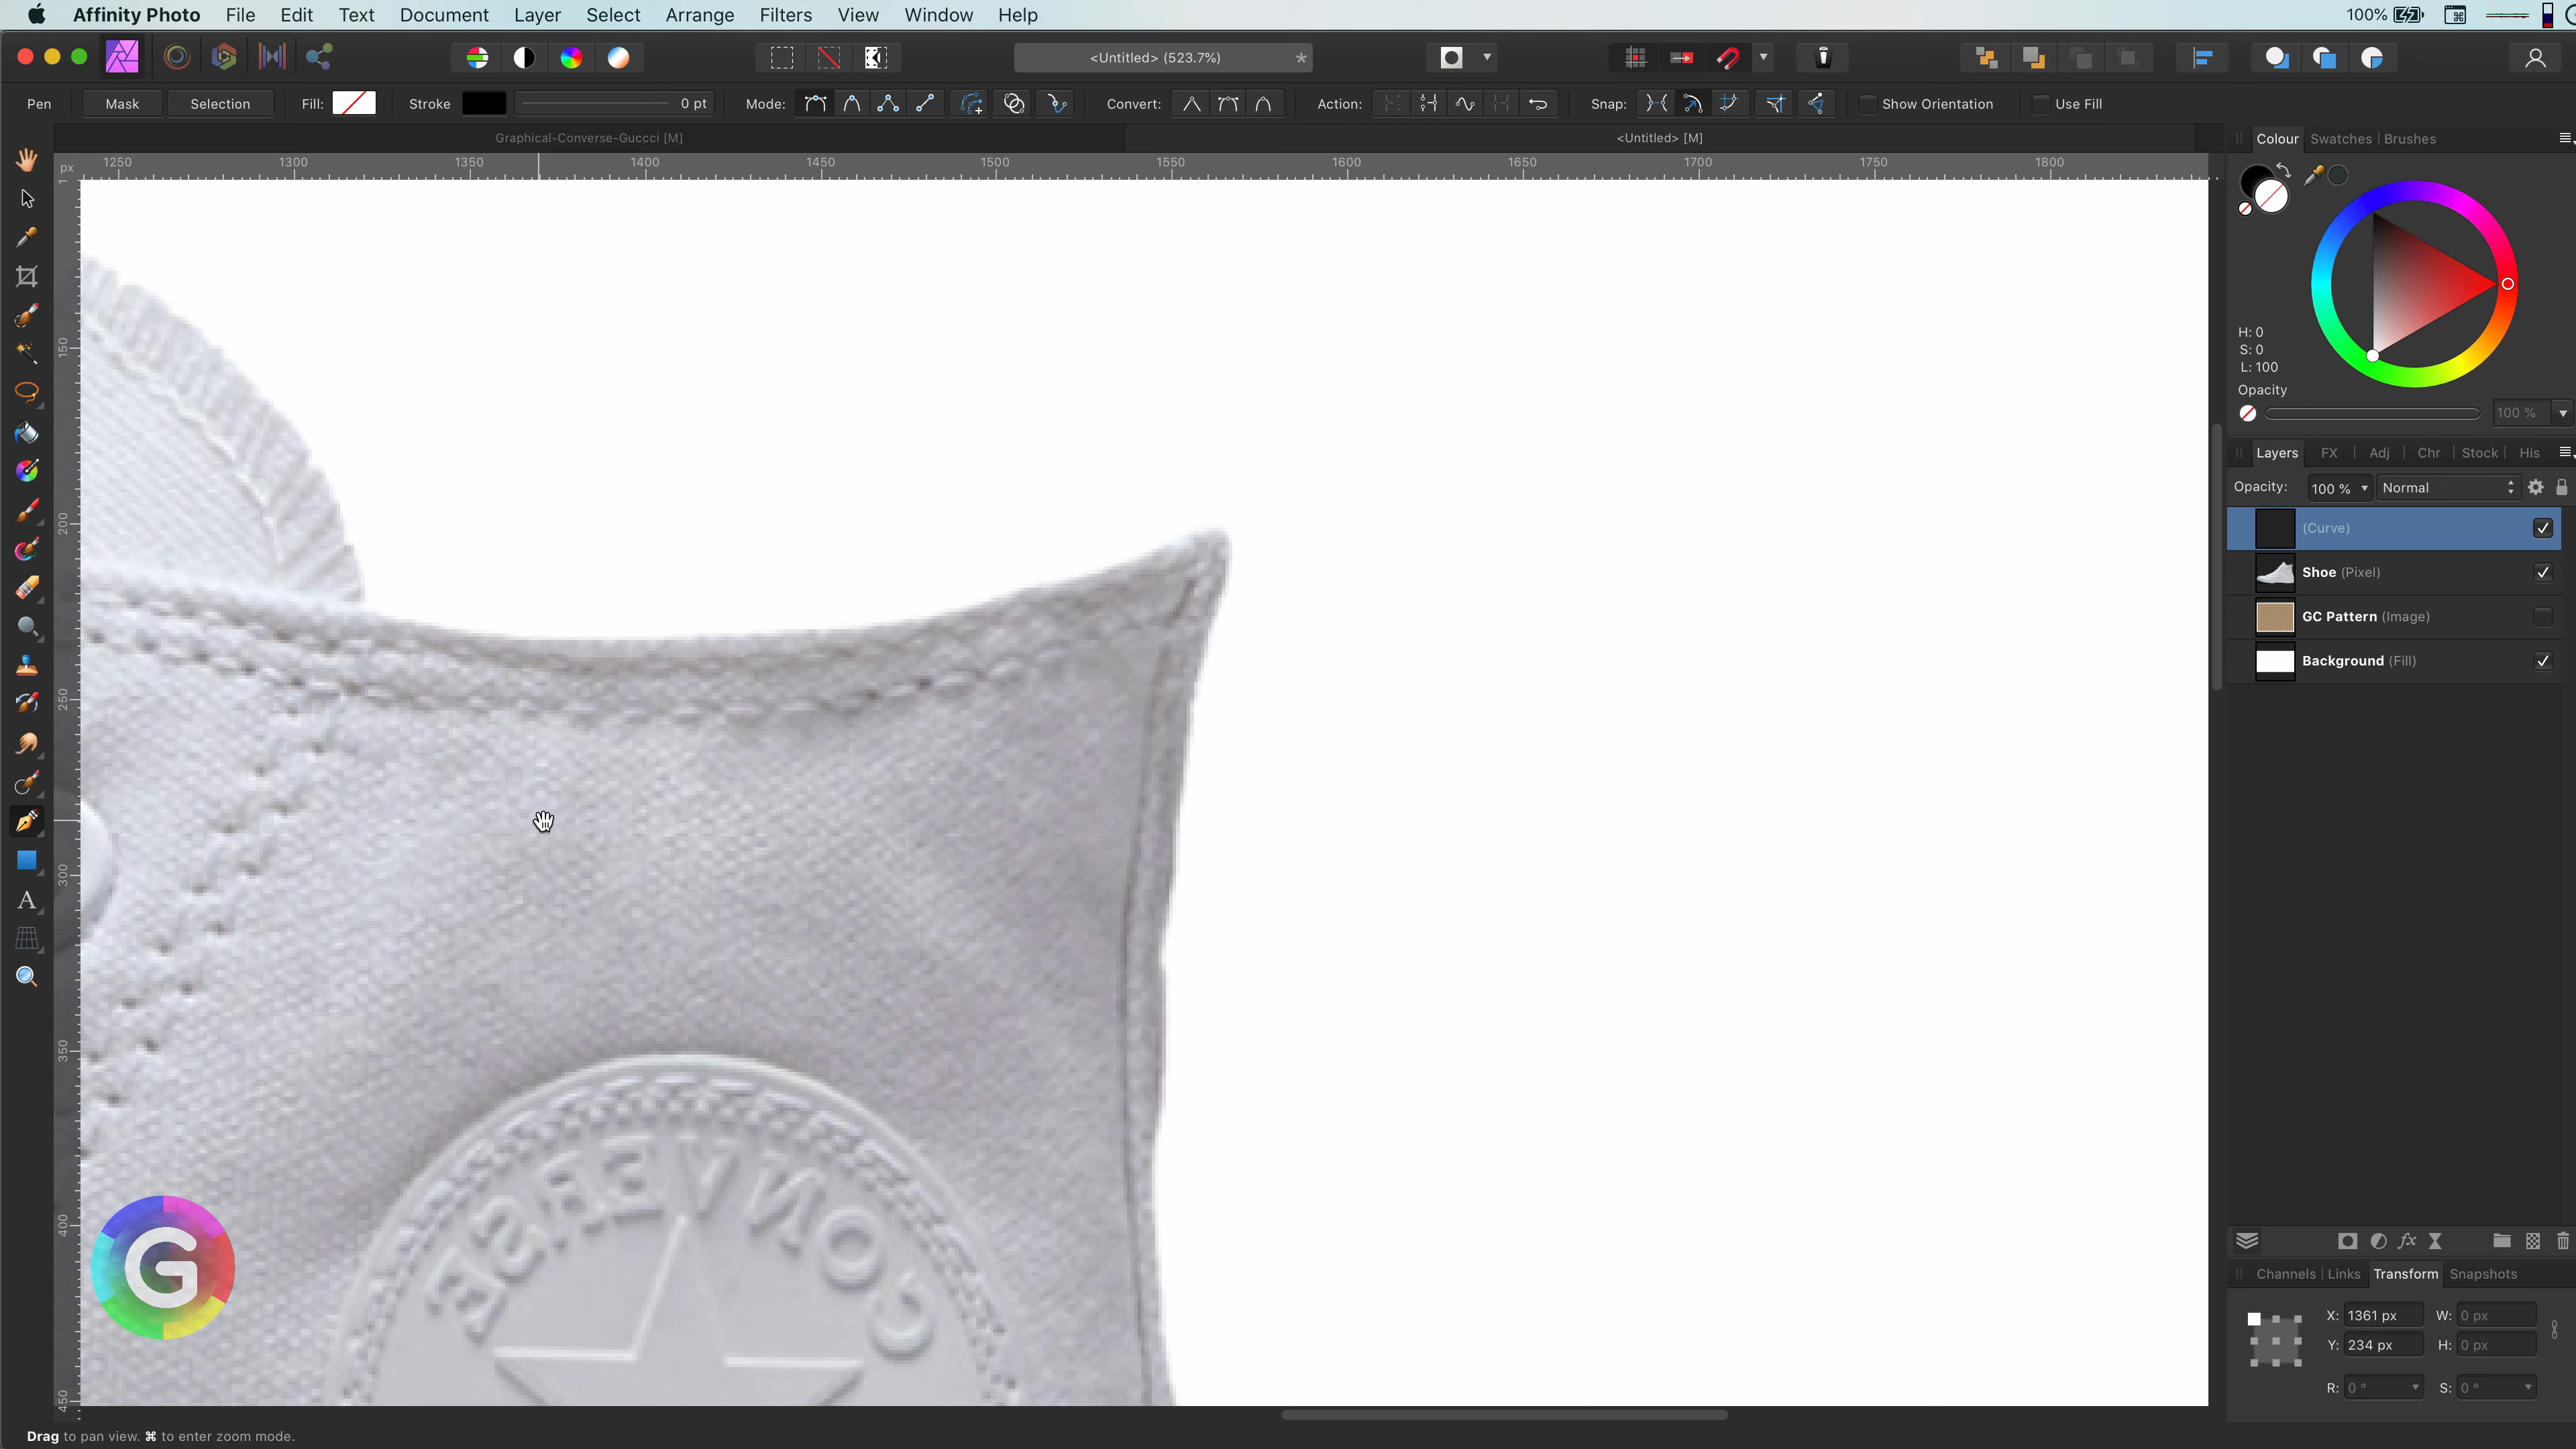 Affinity Photo File Edit Text Document Layer Select Arrange Filters View Window Help 100%
<Untitled> (523.7%) *
Pen Mask Selection Fill: Stroke 0 pt Mode: Convert: Action: Snap: Show Orientation Use Fill
Graphical-Converse-Guccci [M] <Untitled> [M]
px 1250 1300 1350 1400 1450 1500 1550 1600 1650 1700 1750 1800
150
200
250
300
350
400
450
CONVERSE
G
Colour Swatches Brushes
H: 0
S: 0
L: 100
Opacity
100 %
Layers FX Adj Chr Stock His
Opacity: 100 % Normal
(Curve)
Shoe (Pixel)
GC Pattern (Image)
Background (Fill)
fx
Channels Links Transform Snapshots
X: 1361 px W: 0 px
Y: 234 px H: 0 px
R: 0 ° S: 0 °
A
Drag to pan view. ⌘ to enter zoom mode.